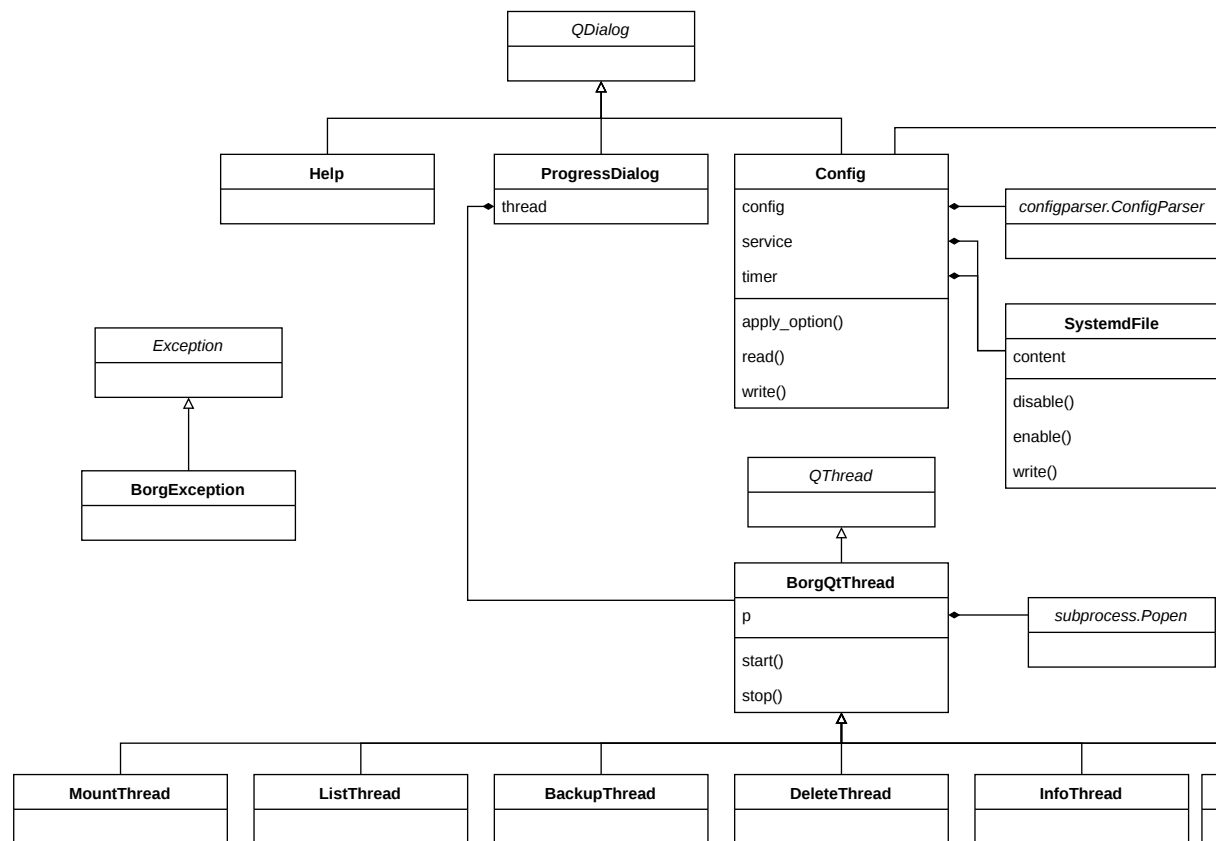 QDialog
Help
ProgressDialog
thread
Config
config
service
timer
apply_option()
read()
write()
configparser.ConfigParser
SystemdFile
content
disable()
enable()
write()
Exception
BorgException
QThread
BorgQtThread
p
start()
stop()
subprocess.Popen
MountThread
ListThread
BackupThread
DeleteThread
InfoThread